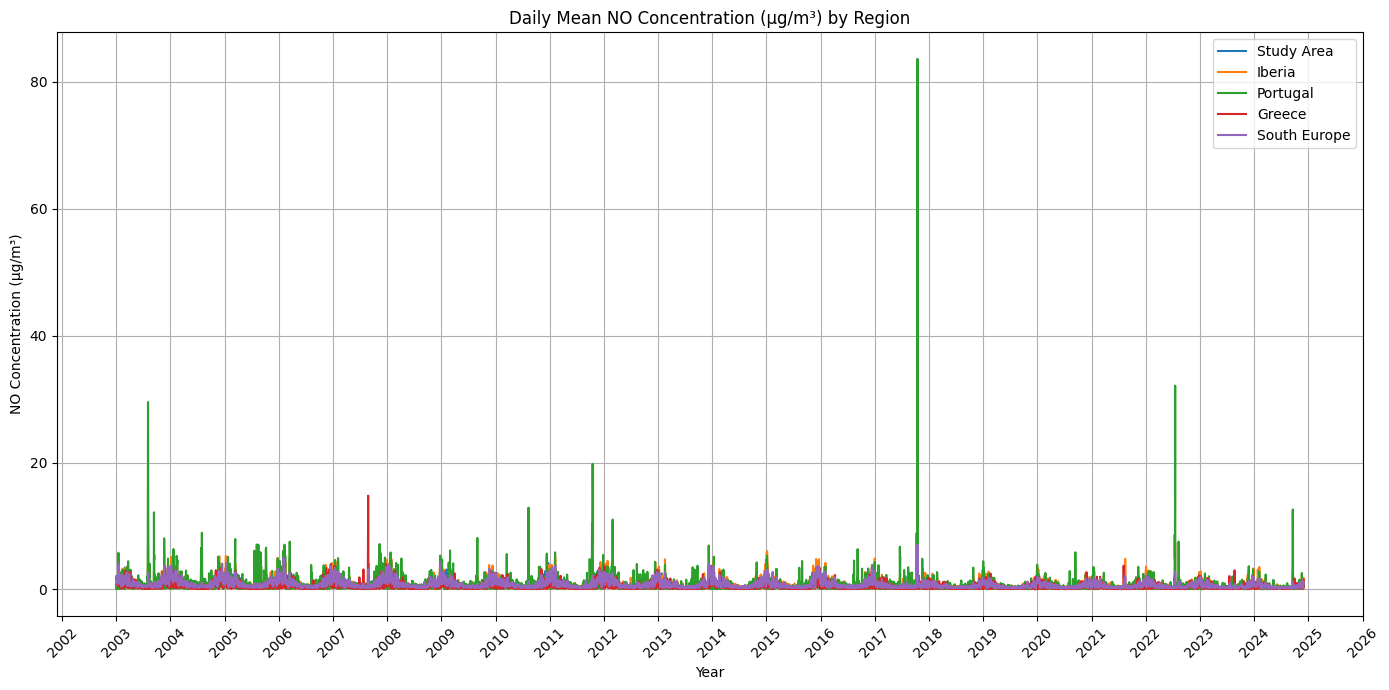 Daily Mean NO Concentration (µg/m³) by Region
NO Concentration (µg/m³)
80
60
40
20
0
Study Area
Iberia
Portugal
Greece
South Europe
2002 2003 2004 2005 2006 2007 2008 2009 2010 2011 2012 2013 2014 2015 2016 2017 2018 2019 2020 2021 2022 2023 2024 2025 2026
Year